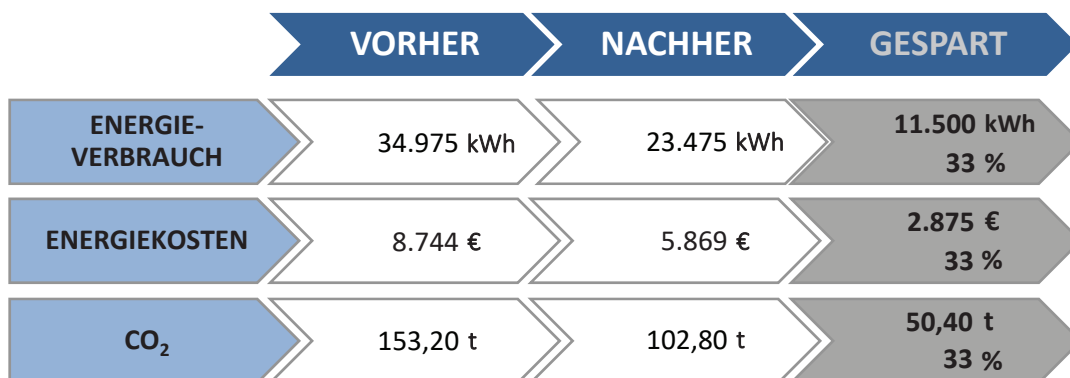 VORHER NACHHER GESPART
ENERGIE-
VERBRAUCH
34.975 kWh
23.475 kWh
11.500 kWh
33 %
ENERGIEKOSTEN
8.744 €
5.869 €
2.875 €
33 %
CO₂
153,20 t
102,80 t
50,40 t
33 %